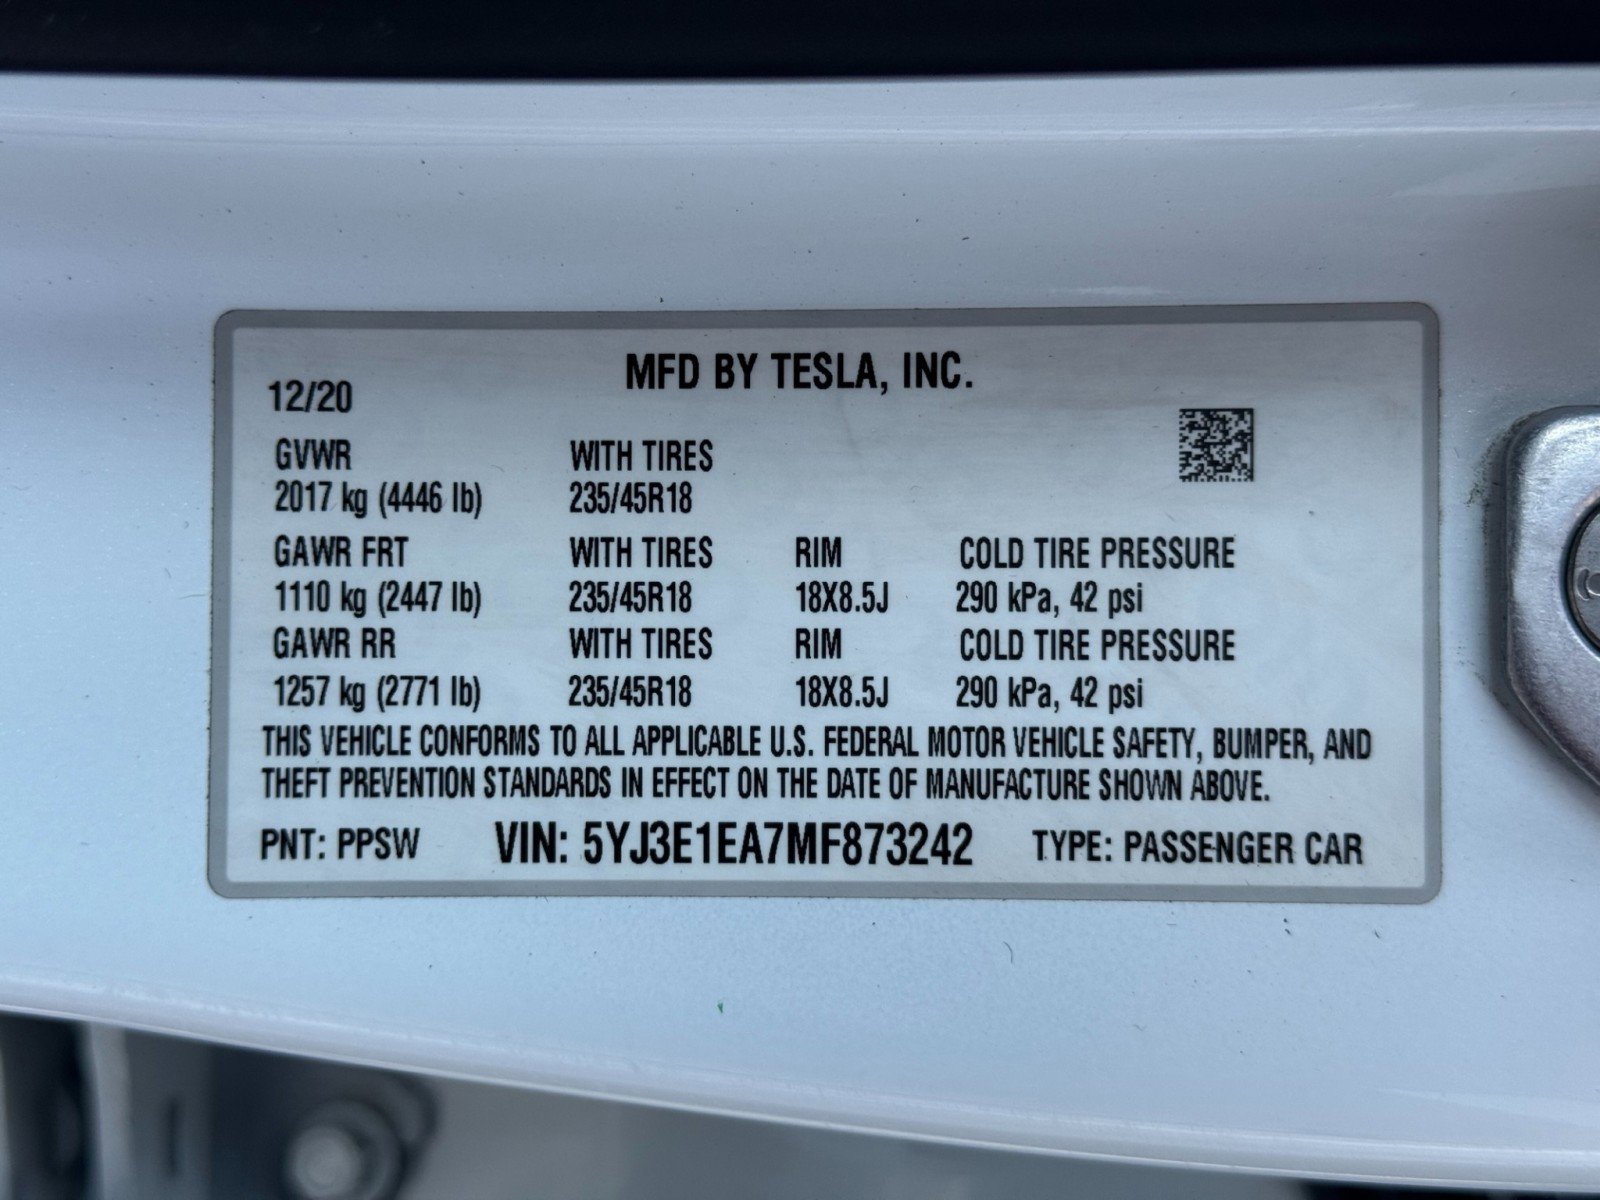 MFD BY TESLA, INC.
12/20
GVWR WITH TIRES
2017 kg (4446 lb) 235/45R18
GAWR FRT WITH TIRES RIM COLD TIRE PRESSURE
1110 kg (2447 lb) 235/45R18 18X8.5J 290 kPa, 42 psi
GAWR RR WITH TIRES RIM COLD TIRE PRESSURE
1257 kg (2771 lb) 235/45R18 18X8.5J 290 kPa, 42 psi
THIS VEHICLE CONFORMS TO ALL APPLICABLE U.S. FEDERAL MOTOR VEHICLE SAFETY, BUMPER, AND
THEFT PREVENTION STANDARDS IN EFFECT ON THE DATE OF MANUFACTURE SHOWN ABOVE.
PNT: PPSW VIN: 5YJ3E1EA7MF873242 TYPE: PASSENGER CAR